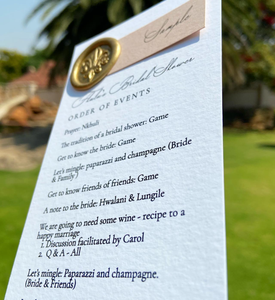 Sample
Bridal Shower
ORDER OF EVENTS
Prayer: Nkhuli
The condition of a bridal shower: Game
Get to know the bride: Game
Let's mingle: paparazzi and champagne (Bride
& Family)
Get to know friends of friends: Game
A note to the bride: Hwalani & Lungile
We are going to need some wine - recipe to a
happy marriage
1. Discussion facilitated by Carol
2. Q & A - All
Let's mingle: Paparazzi and champagne.
(Bride & Friends)